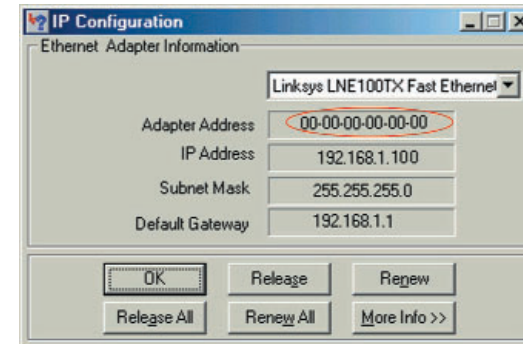 IP Configuration
Ethernet Adapter Information
Linksys LNE100TX Fast Ethernet
Adapter Address 00-00-00-00-00-00
IP Address 192.168.1.100
Subnet Mask 255.255.255.0
Default Gateway 192.168.1.1
OK Release Renew
Release All Renew All More Info >>